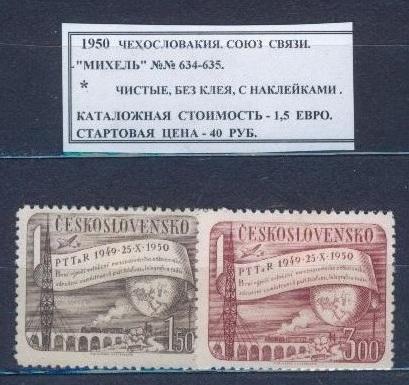 1950 ЧЕХОСЛОВАКИЯ. СОЮЗ СВЯЗИ.
"МИХЕЛЬ" №№ 634-635.
* ЧИСТЫЕ, БЕЗ КЛЕЯ, С НАКЛЕЙКАМИ.
КАТАЛОЖНАЯ СТОИМОСТЬ - 1,5 ЕВРО.
СТАРТОВАЯ ЦЕНА - 40 РУБ.
ČESKOSLOVENSKO
PTTaR 1949·25·X·1950
1.50
ČESKOSLOVENSKO
PTTaR 1949·25·X·1950
3.00